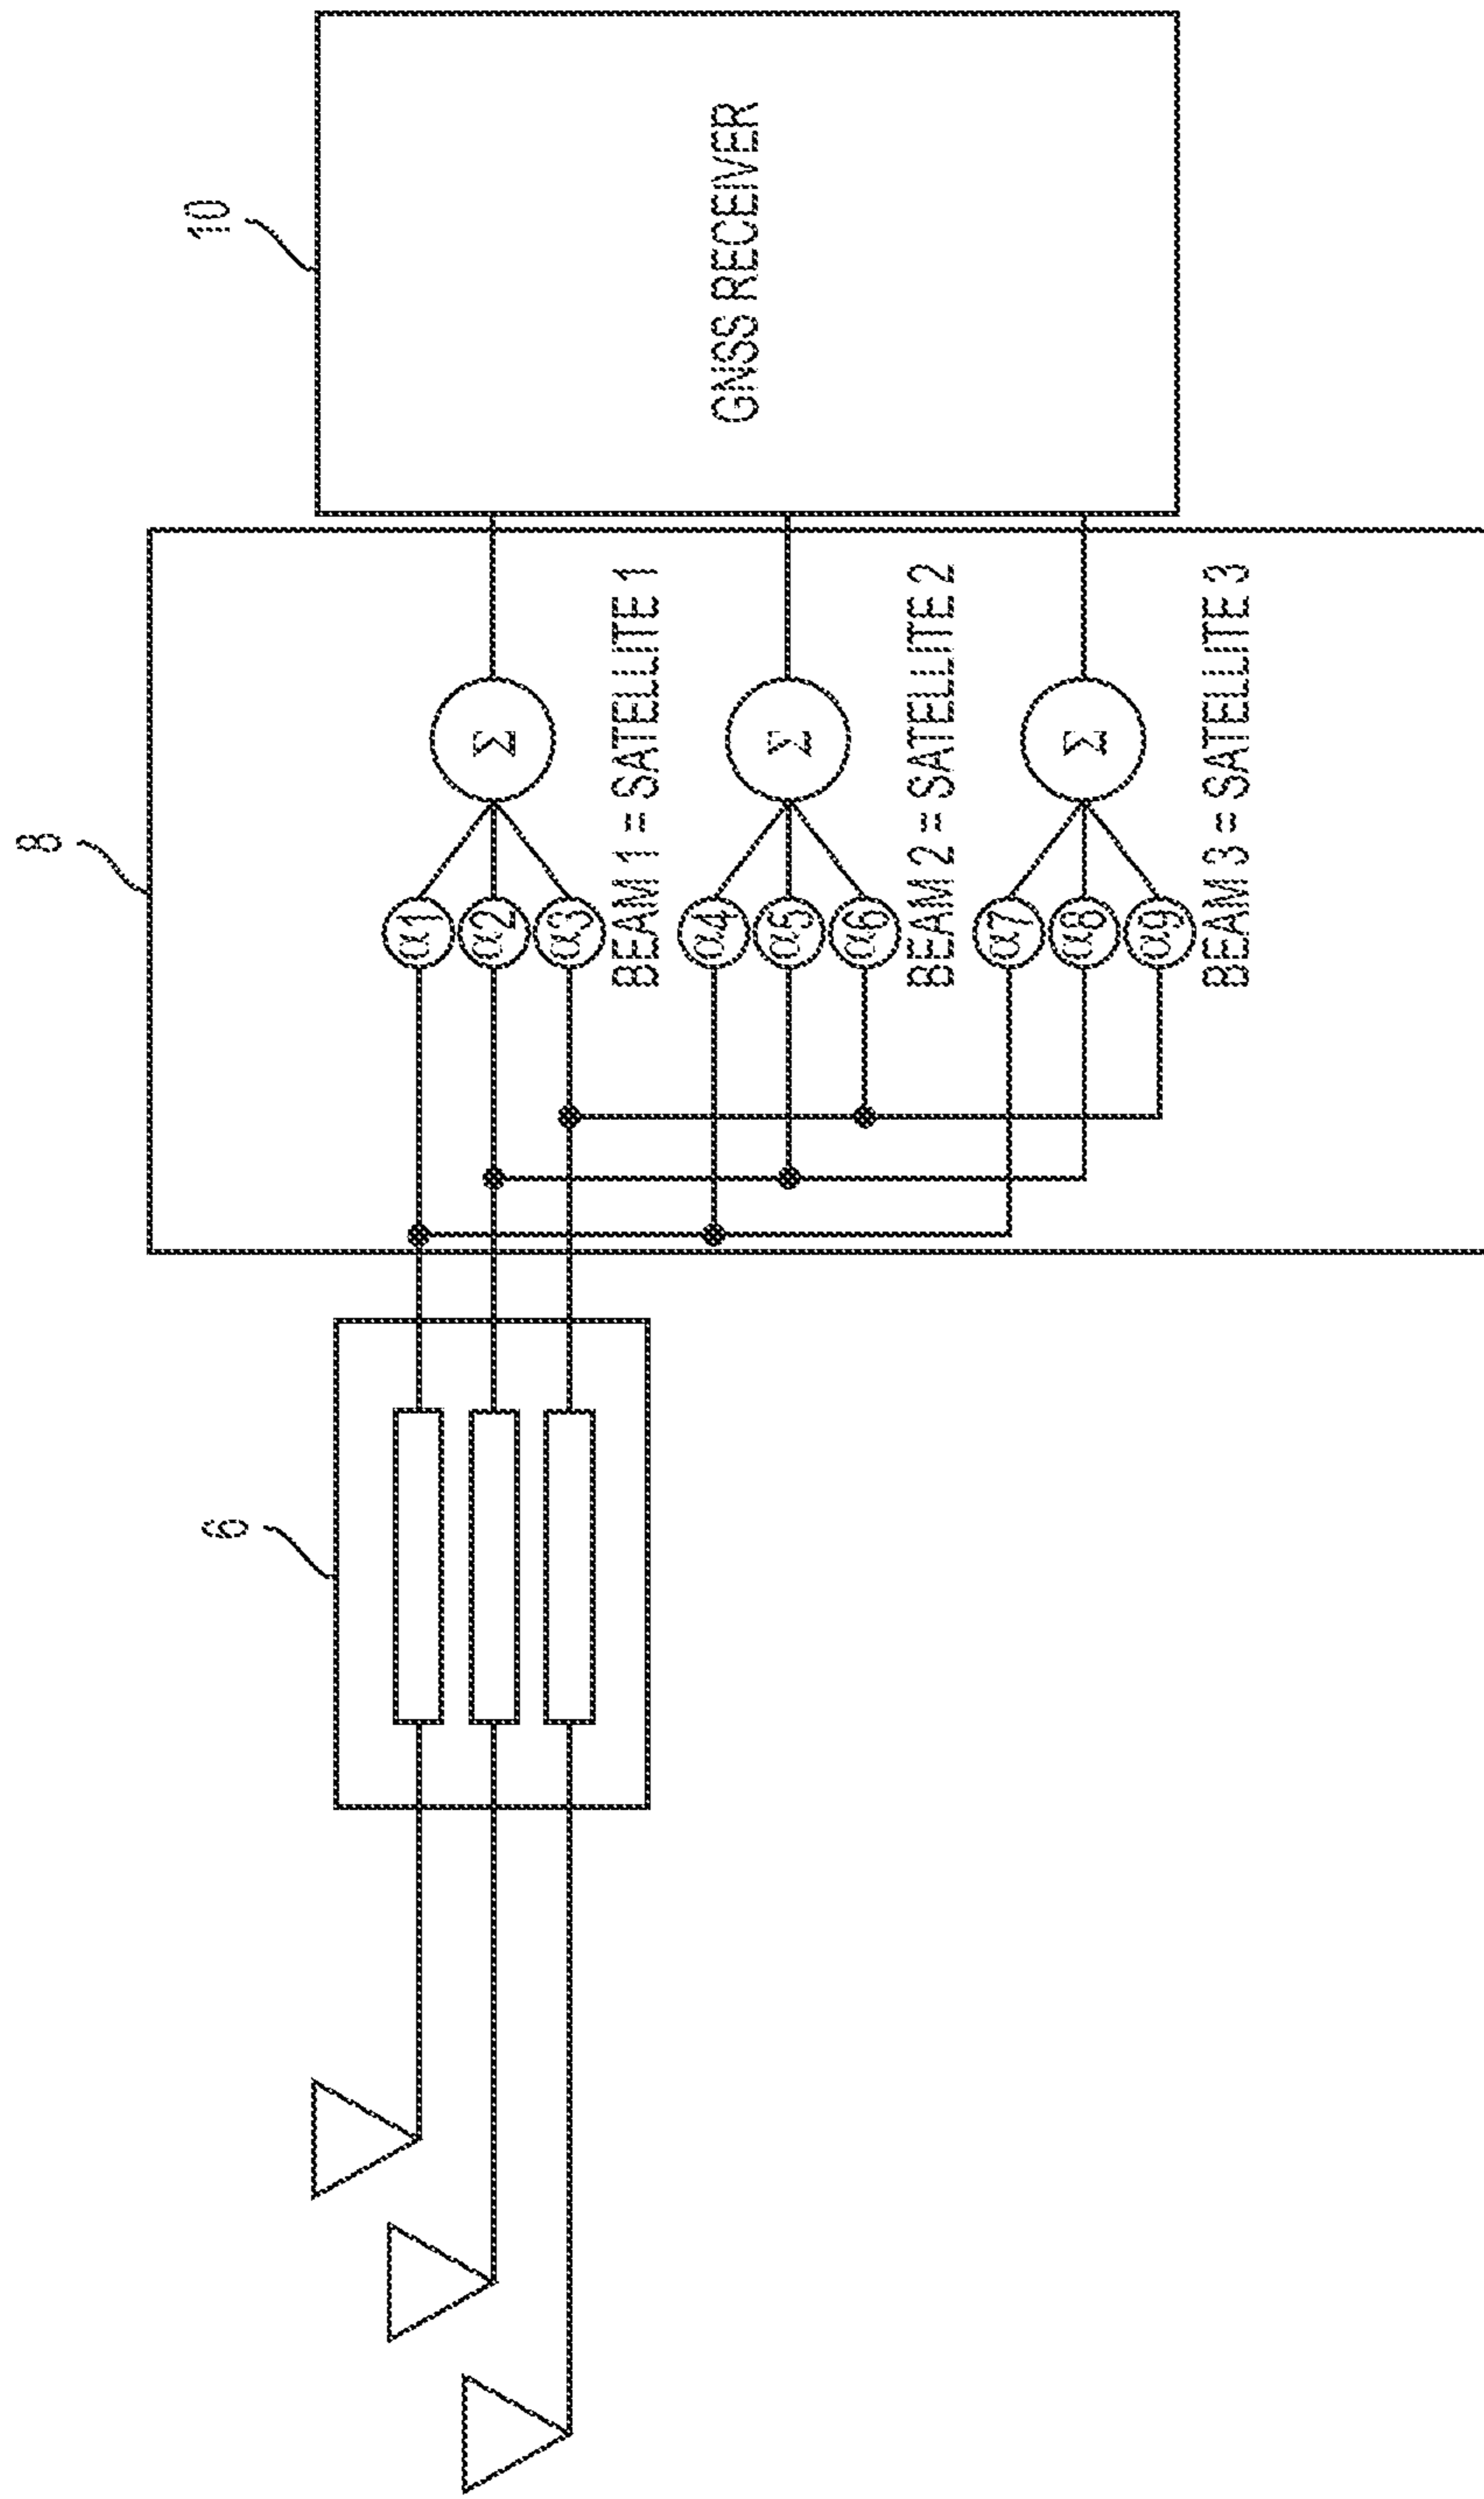 6
8
10
α1
α2
α3
Σ
BEAM 1 = SATELLITE 1
α4
α5
α6
Σ
BEAM 2 = SATELLITE 2
α7
α8
α9
Σ
BEAM 3 = SATELLITE 3
GNSS RECEIVER